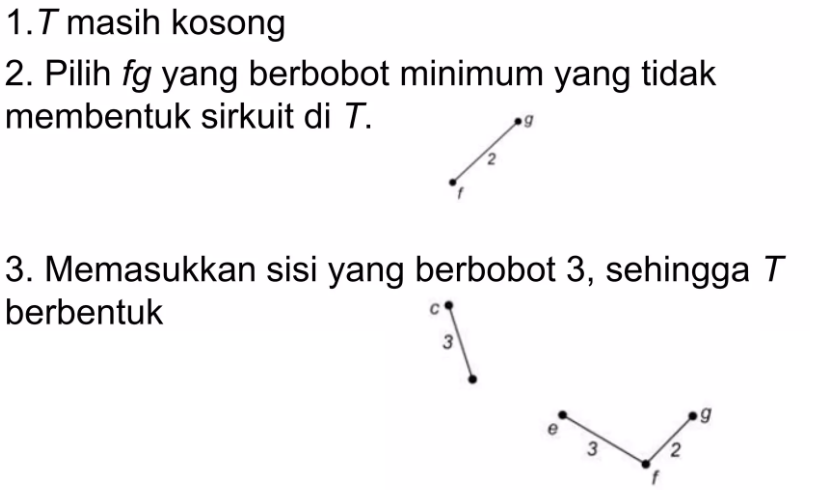 1. T masih kosong
2. Pilih fg yang berbobot minimum yang tidak
membentuk sirkuit di T.
g
2
f
3. Memasukkan sisi yang berbobot 3, sehingga T
berbentuk
c
3
g
e
3
2
f